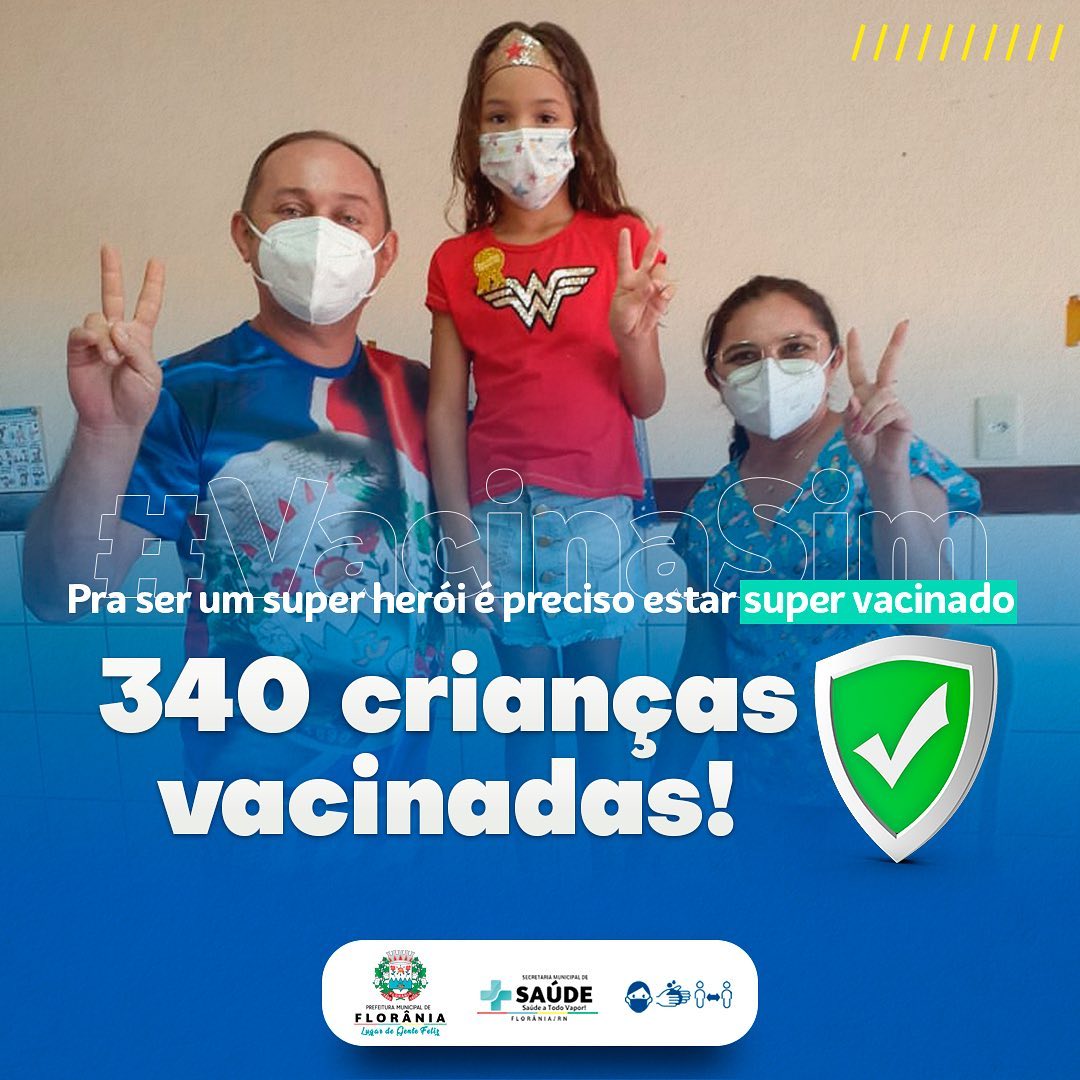 #VacinaSim
Pra ser um super herói é preciso estar super vacinado
340 crianças
vacinadas!
PREFEITURA MUNICIPAL DE
FLORÂNIA
Lugar de Gente Feliz
SECRETARIA MUNICIPAL DE
SAÚDE
Saúde a Todo Vapor!
FLORÂNIA/RN